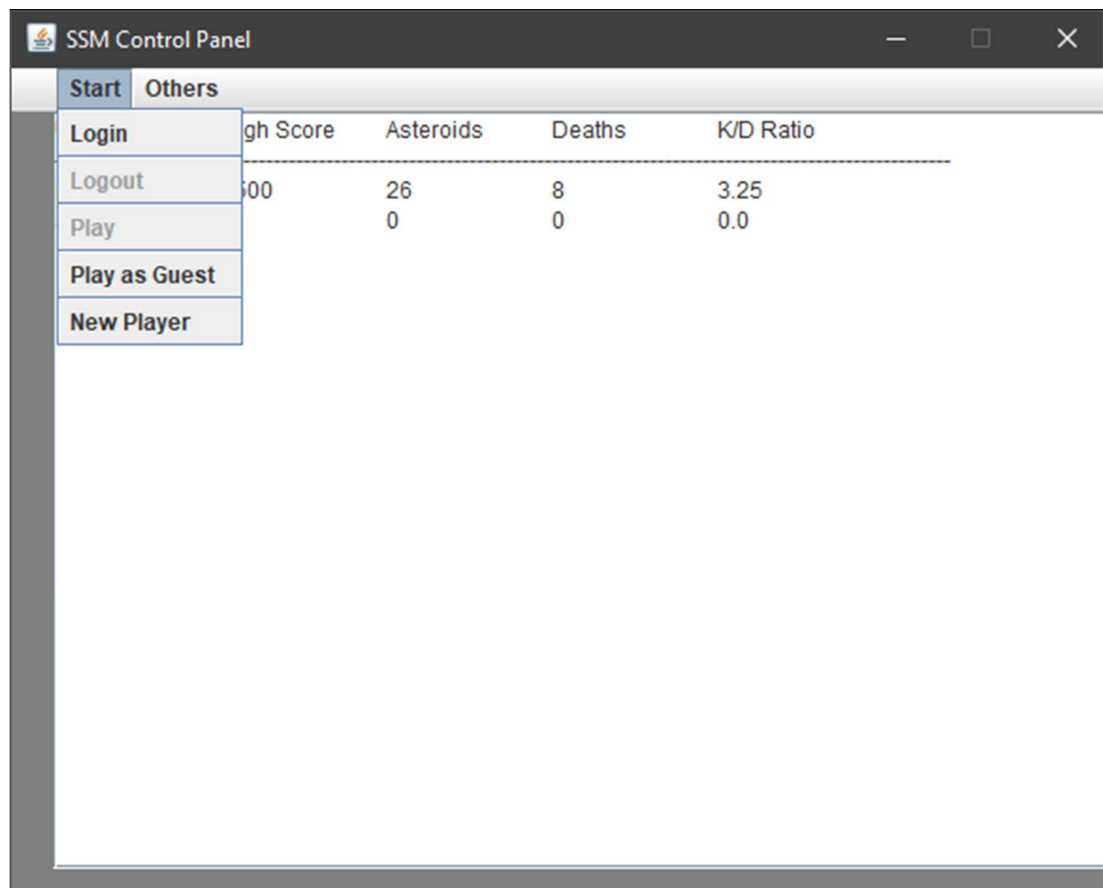 SSM Control Panel
Start Others
Login
Logout
Play
Play as Guest
New Player
gh Score Asteroids Deaths K/D Ratio
500 26 8 3.25
0 0 0.0